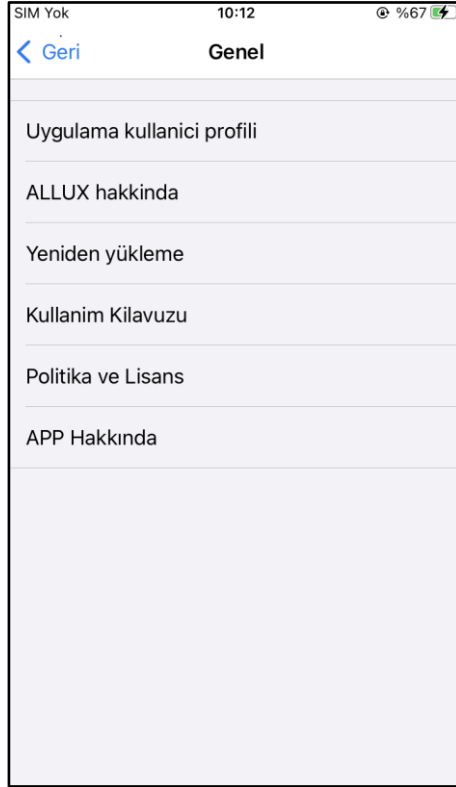 SIM Yok 10:12 %67
Geri Genel
Uygulama kullanici profili
ALLUX hakkinda
Yeniden yükleme
Kullanim Kilavuzu
Politika ve Lisans
APP Hakkında